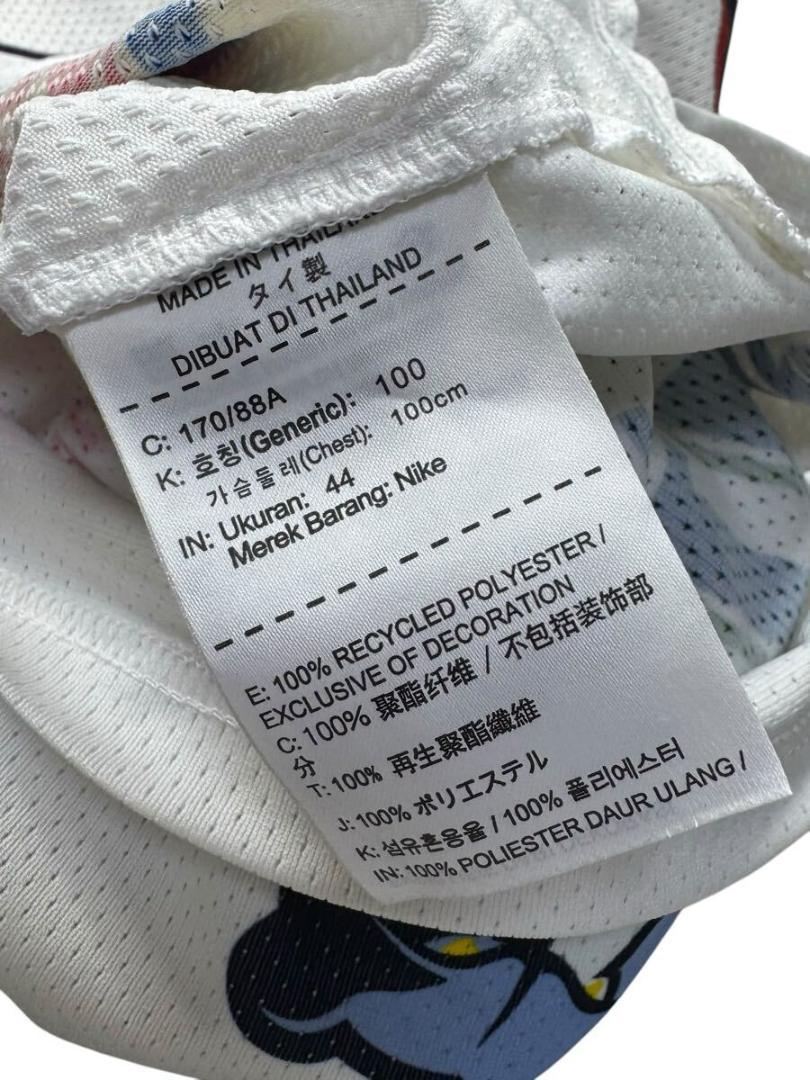 MADE IN THAILAND
タイ製
DIBUAT DI THAILAND
C: 170/88A
K: 호칭(Generic): 100
가슴둘레(Chest): 100cm
IN: Ukuran: 44
Merek Barang: Nike
E: 100% RECYCLED POLYESTER /
EXCLUSIVE OF DECORATION
C: 100% 聚酯纤维 / 不包括装饰部
分
T: 100% 再生聚酯纖維
J: 100% ポリエステル
K: 섬유혼용율 / 100% 폴리에스터
IN: 100% POLIESTER DAUR ULANG /